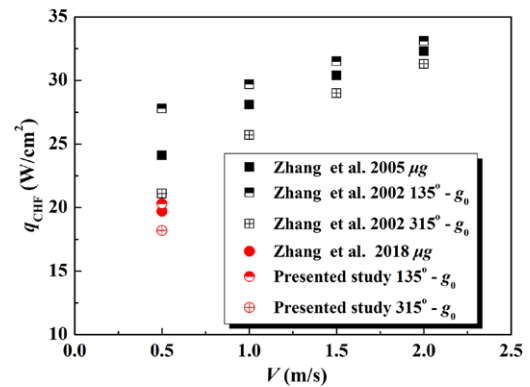 35
30
25
20
15
10
q_CHF (W/cm²)
0.0 0.5 1.0 1.5 2.0 2.5
V (m/s)
Zhang et al. 2005 μg
Zhang et al. 2002 135° - g₀
Zhang et al. 2002 315° - g₀
Zhang et al. 2018 μg
Presented study 135° - g₀
Presented study 315° - g₀